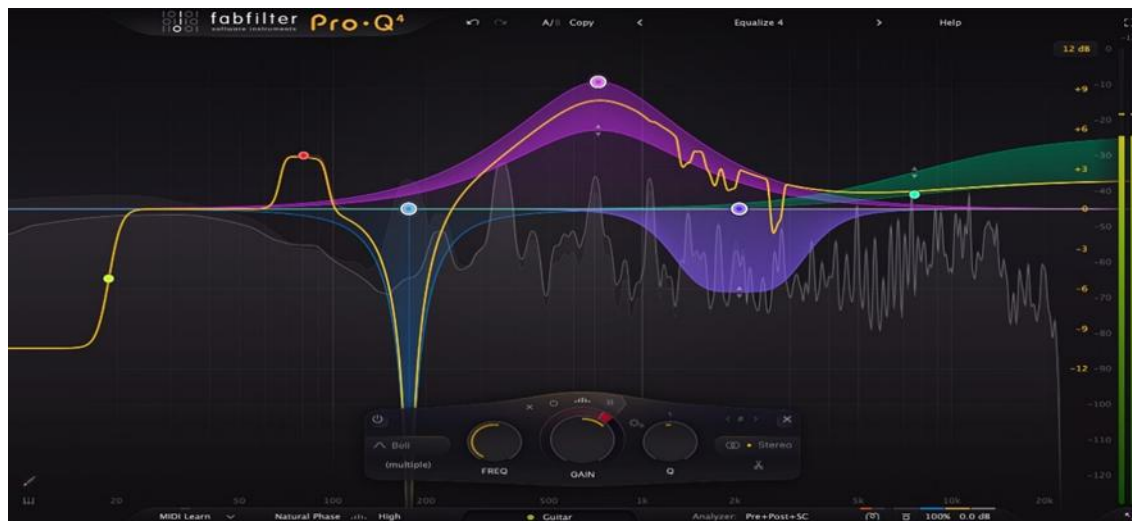 fabfilter Pro·Q4
software instruments
A/B Copy < Equalize 4 > Help
12 dB 0
+9 -10
-20
+6
+3 -30
-40
0
-50
-3
-60
-6 -70
-80
-9
-90
-12
-100
-110
-120
Bell
(multiple)
FREQ
GAIN
Q
Stereo
20 50 100 200 500 1k 2k 5k 10k 20k
MIDI Learn Natural Phase High Guitar Analyzer: Pre+Post+SC 100% 0.0 dB